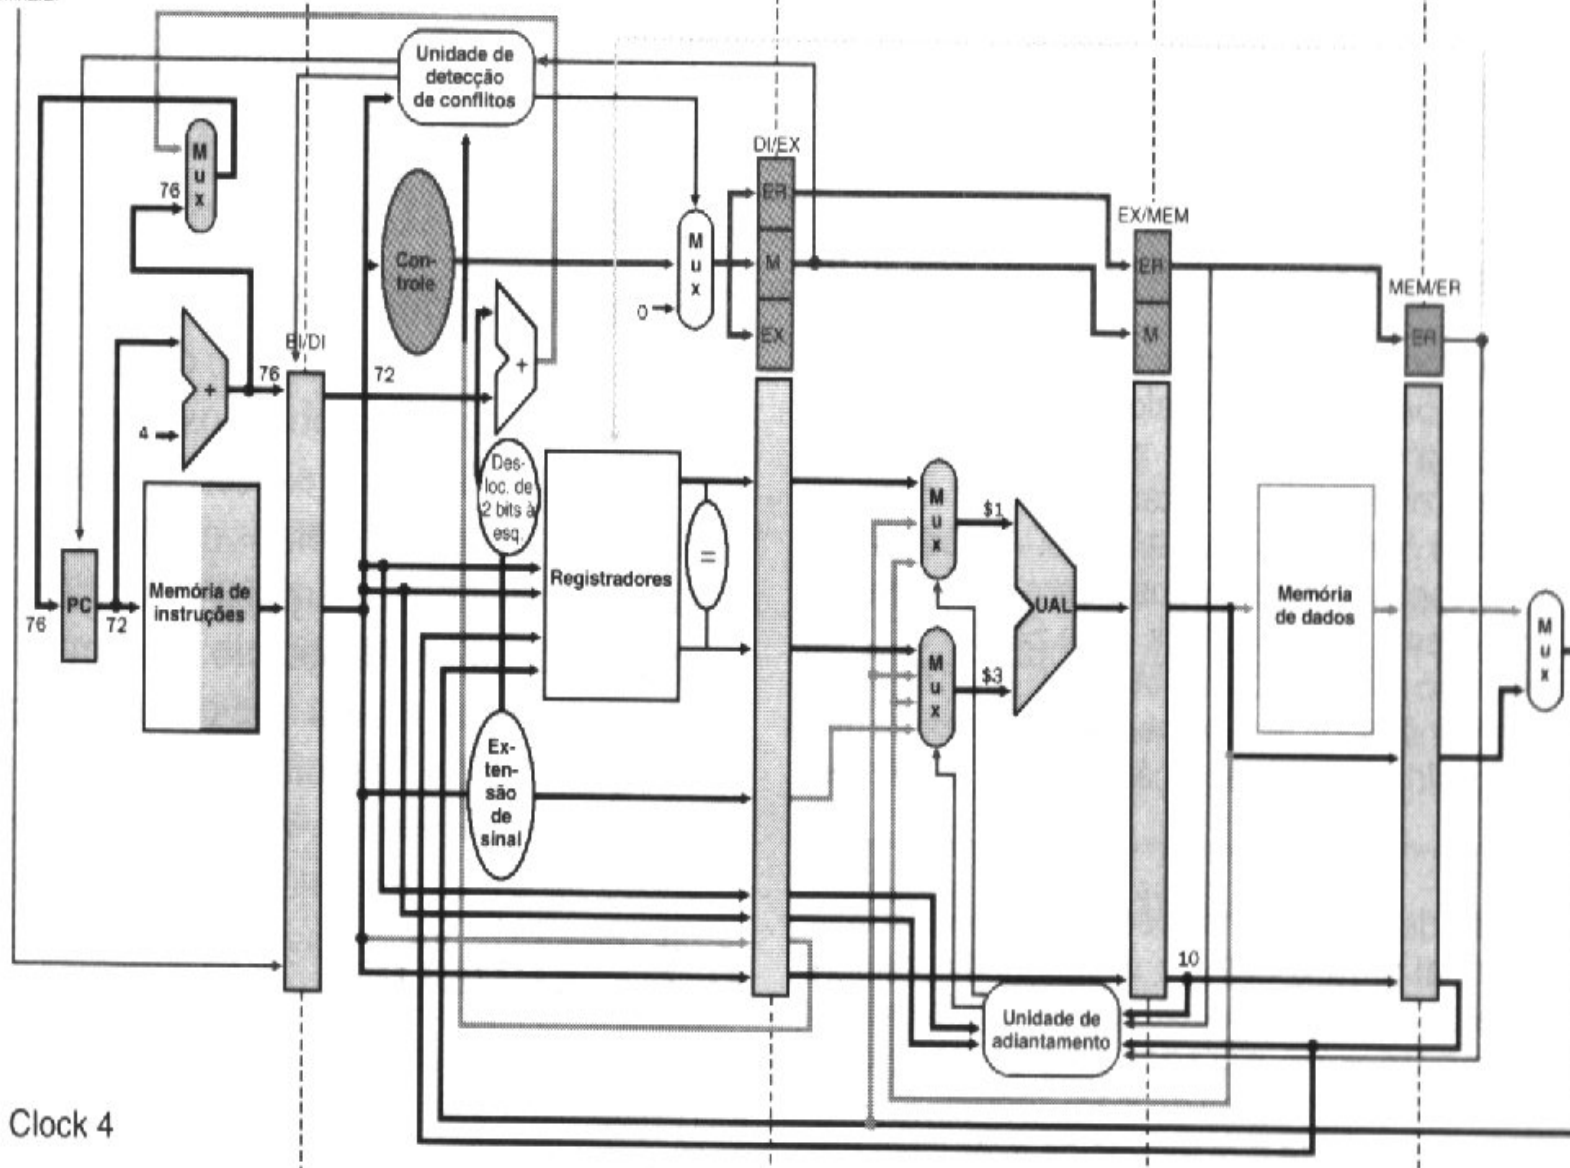 Unidade de
detecção
de conflitos
DI/EX
M
u
x
76
ER
EX/MEM
Con-
trole
M
u
x
M
ER
MEM/ER
0
EX
M
ER
+
BI/DI
+
76
72
4
Des-
loc. de
2 bits à
esq.
M
u
x
$1
=
Registradores
Memória de
instruções
PC
76
72
UAL
Memória
de dados
M
u
x
M
u
x
$3
Ex-
ten-
são
de
sinal
10
Unidade de
adiantamento
Clock 4